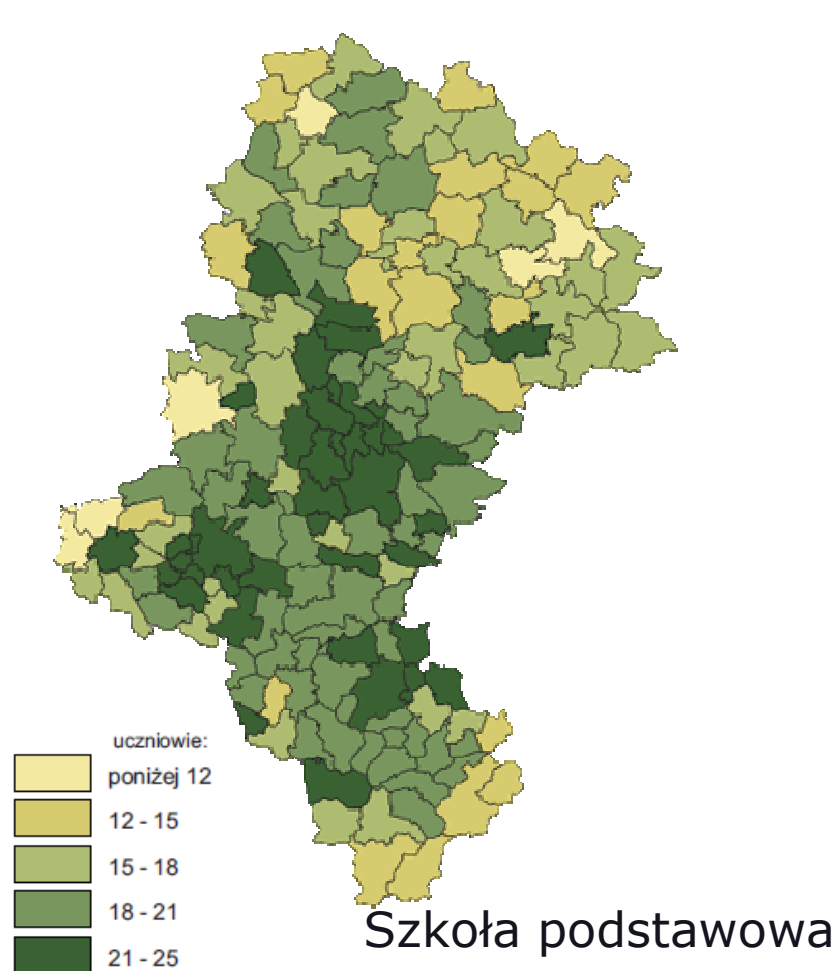 uczniowie:
poniżej 12
12 - 15
15 - 18
18 - 21
21 - 25
Szkoła podstawowa